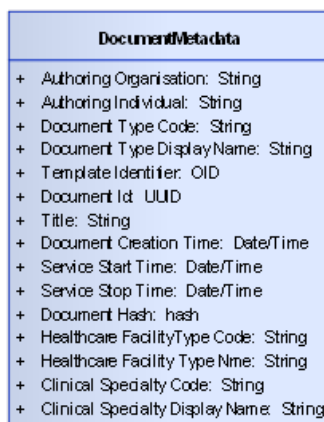 DocumentMetadata
+ Authoring Organisation: String
+ Authoring Individual: String
+ Document Type Code: String
+ Document Type Display Name: String
+ Template Identifier: OID
+ Document Id: UUID
+ Title: String
+ Document Creation Time: Date/Time
+ Service Start Time: Date/Time
+ Service Stop Time: Date/Time
+ Document Hash: hash
+ Healthcare FacilityType Code: String
+ Healthcare Facility Type Nme: String
+ Clinical Specialty Code: String
+ Clinical Specialty Display Name: String